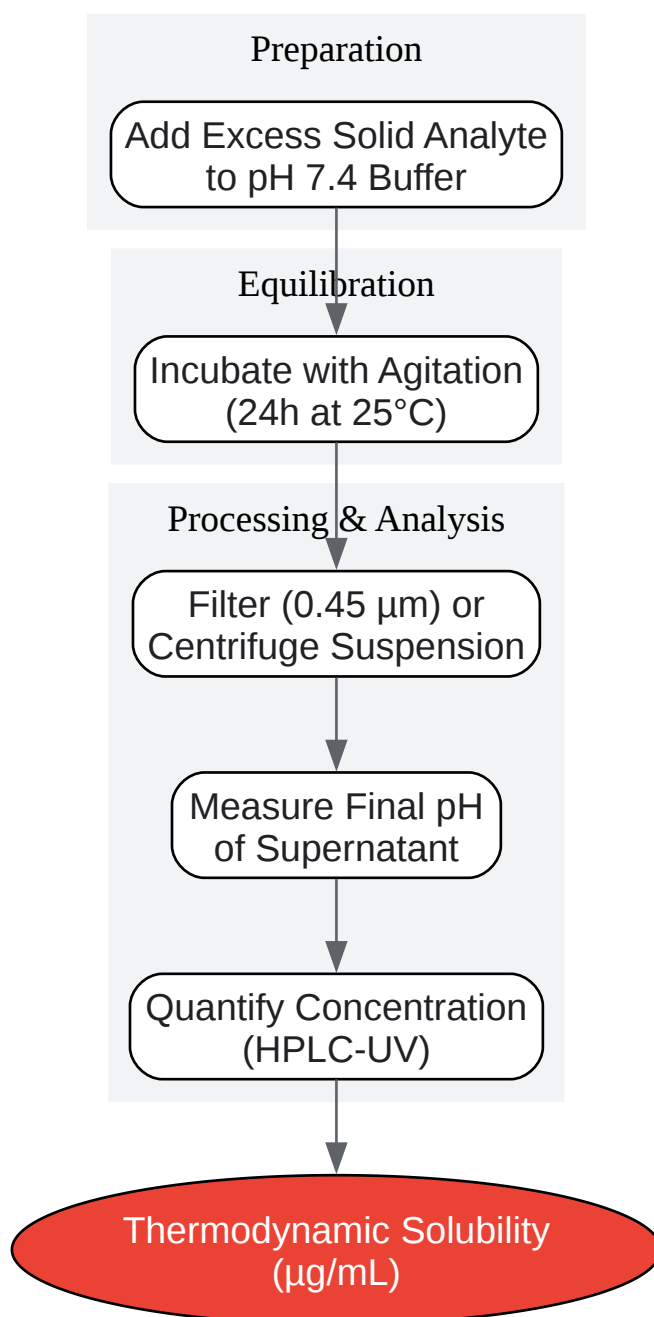 Preparation
Add Excess Solid Analyte
to pH 7.4 Buffer
Equilibration
Incubate with Agitation
(24h at 25°C)
Processing & Analysis
Filter (0.45 µm) or
Centrifuge Suspension
Measure Final pH
of Supernatant
Quantify Concentration
(HPLC-UV)
Thermodynamic Solubility
(µg/mL)